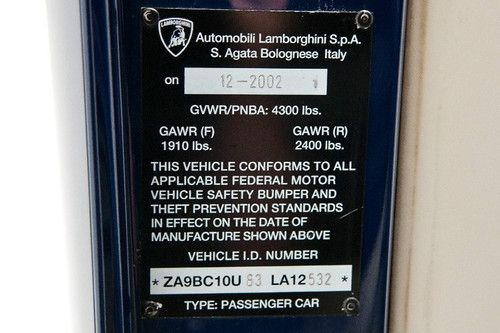 LAMBORGHINI
Automobili Lamborghini S.p.A.
S. Agata Bolognese Italy
on 12-2002
GVWR/PNBA: 4300 lbs.
GAWR (F) GAWR (R)
1910 lbs. 2400 lbs.
THIS VEHICLE CONFORMS TO ALL
APPLICABLE FEDERAL MOTOR
VEHICLE SAFETY BUMPER AND
THEFT PREVENTION STANDARDS
IN EFFECT ON THE DATE OF
MANUFACTURE SHOWN ABOVE
VEHICLE I.D. NUMBER
* ZA9BC10U 63 LA12532 *
TYPE: PASSENGER CAR